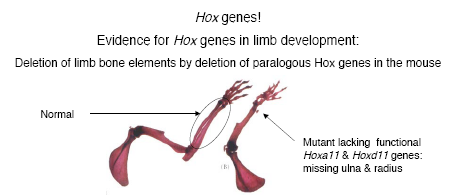 Hox genes!
Evidence for Hox genes in limb development:
Deletion of limb bone elements by deletion of paralogous Hox genes in the mouse
Normal
(B)
Mutant lacking functional
Hoxa11 & Hoxd11 genes:
missing ulna & radius